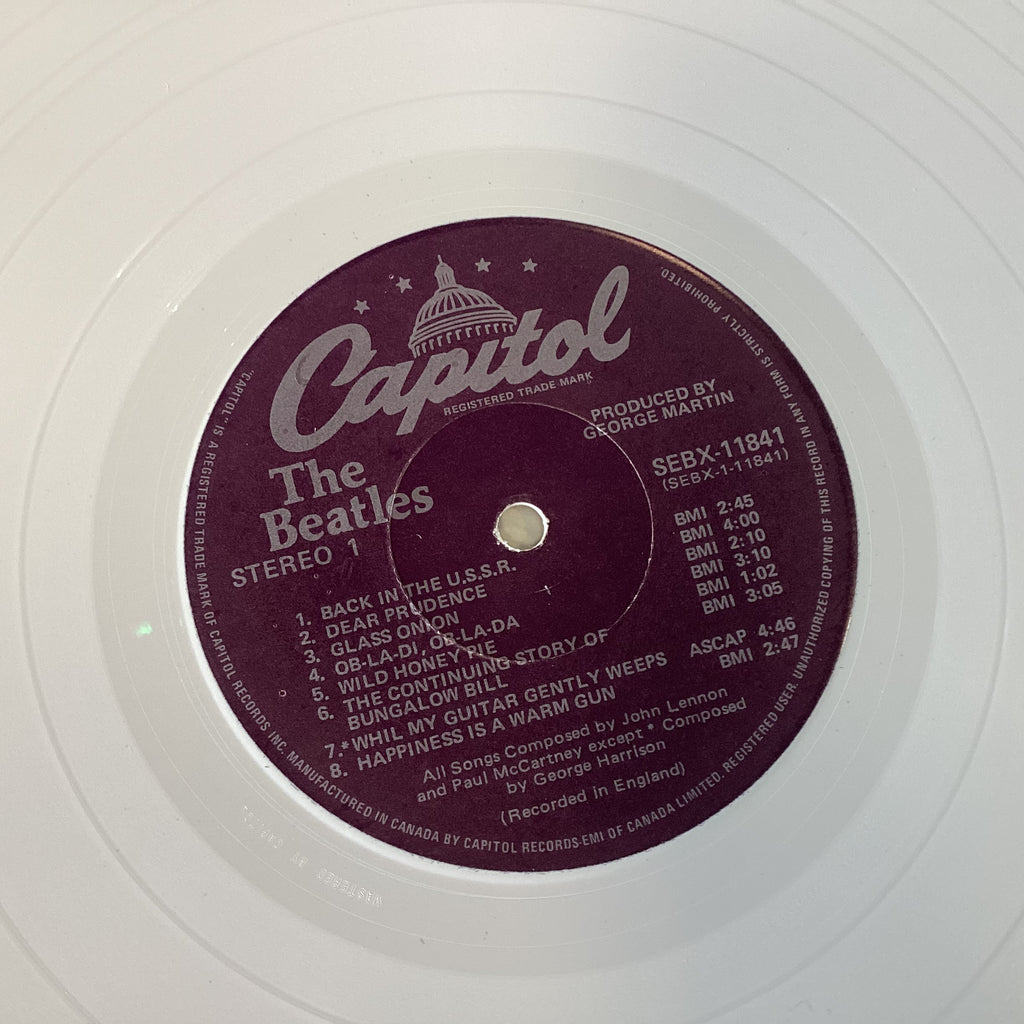 Capitol
REGISTERED TRADE MARK
PRODUCED BY
GEORGE MARTIN
The
Beatles
STEREO 1
SEBX-11841
(SEBX-1-11841)
1. BACK IN THE U.S.S.R. BMI 2:45
2. DEAR PRUDENCE BMI 4:00
3. GLASS ONION BMI 2:10
4. OB-LA-DI, OB-LA-DA BMI 3:10
5. WILD HONEY PIE BMI 1:02
6. THE CONTINUING STORY OF BMI 3:05
BUNGALOW BILL
7.* WHIL MY GUITAR GENTLY WEEPS ASCAP 4:46
8. HAPPINESS IS A WARM GUN BMI 2:47
All Songs Composed by John Lennon
and Paul McCartney except * Composed
by George Harrison
(Recorded in England)
"CAPITOL" IS A REGISTERED TRADE MARK OF CAPITOL RECORDS INC. MANUFACTURED IN CANADA BY CAPITOL RECORDS-EMI OF CANADA LIMITED. REGISTERED USER. UNAUTHORIZED COPYING OF THIS RECORD IN ANY FORM IS STRICTLY PROHIBITED
MASTERED BY